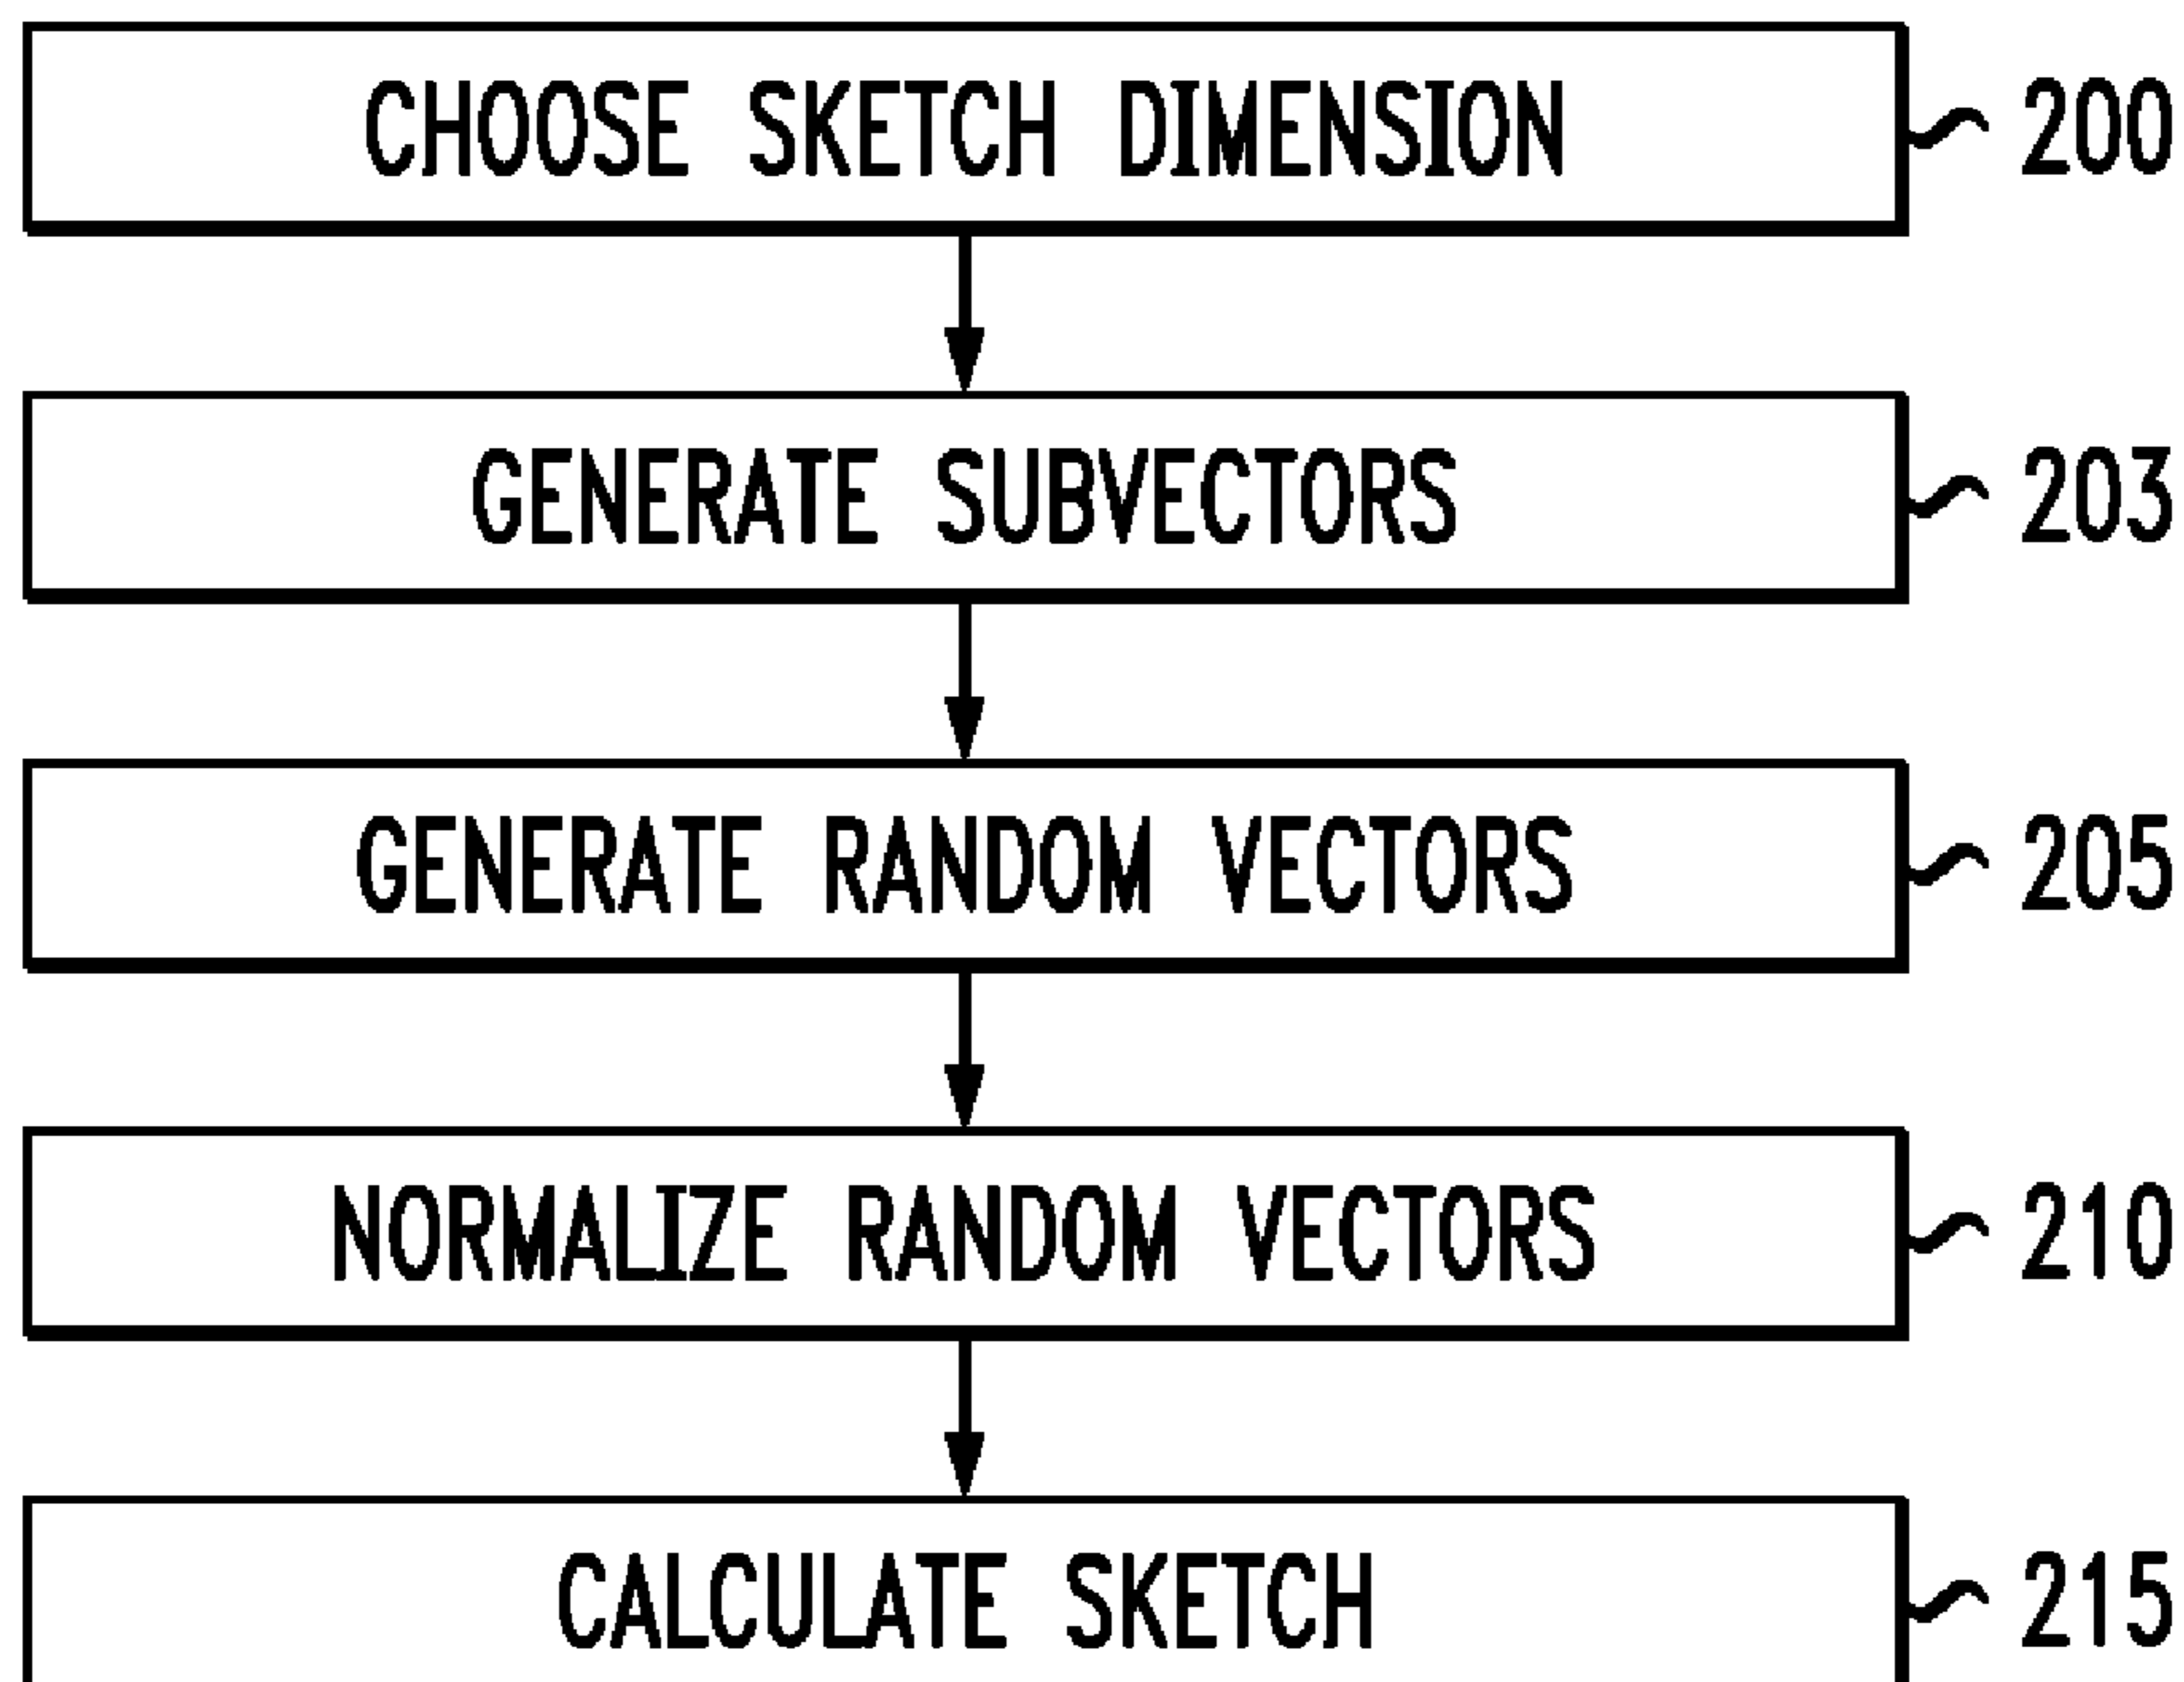 CHOOSE SKETCH DIMENSION 200
GENERATE SUBVECTORS 203
GENERATE RANDOM VECTORS 205
NORMALIZE RANDOM VECTORS 210
CALCULATE SKETCH 215